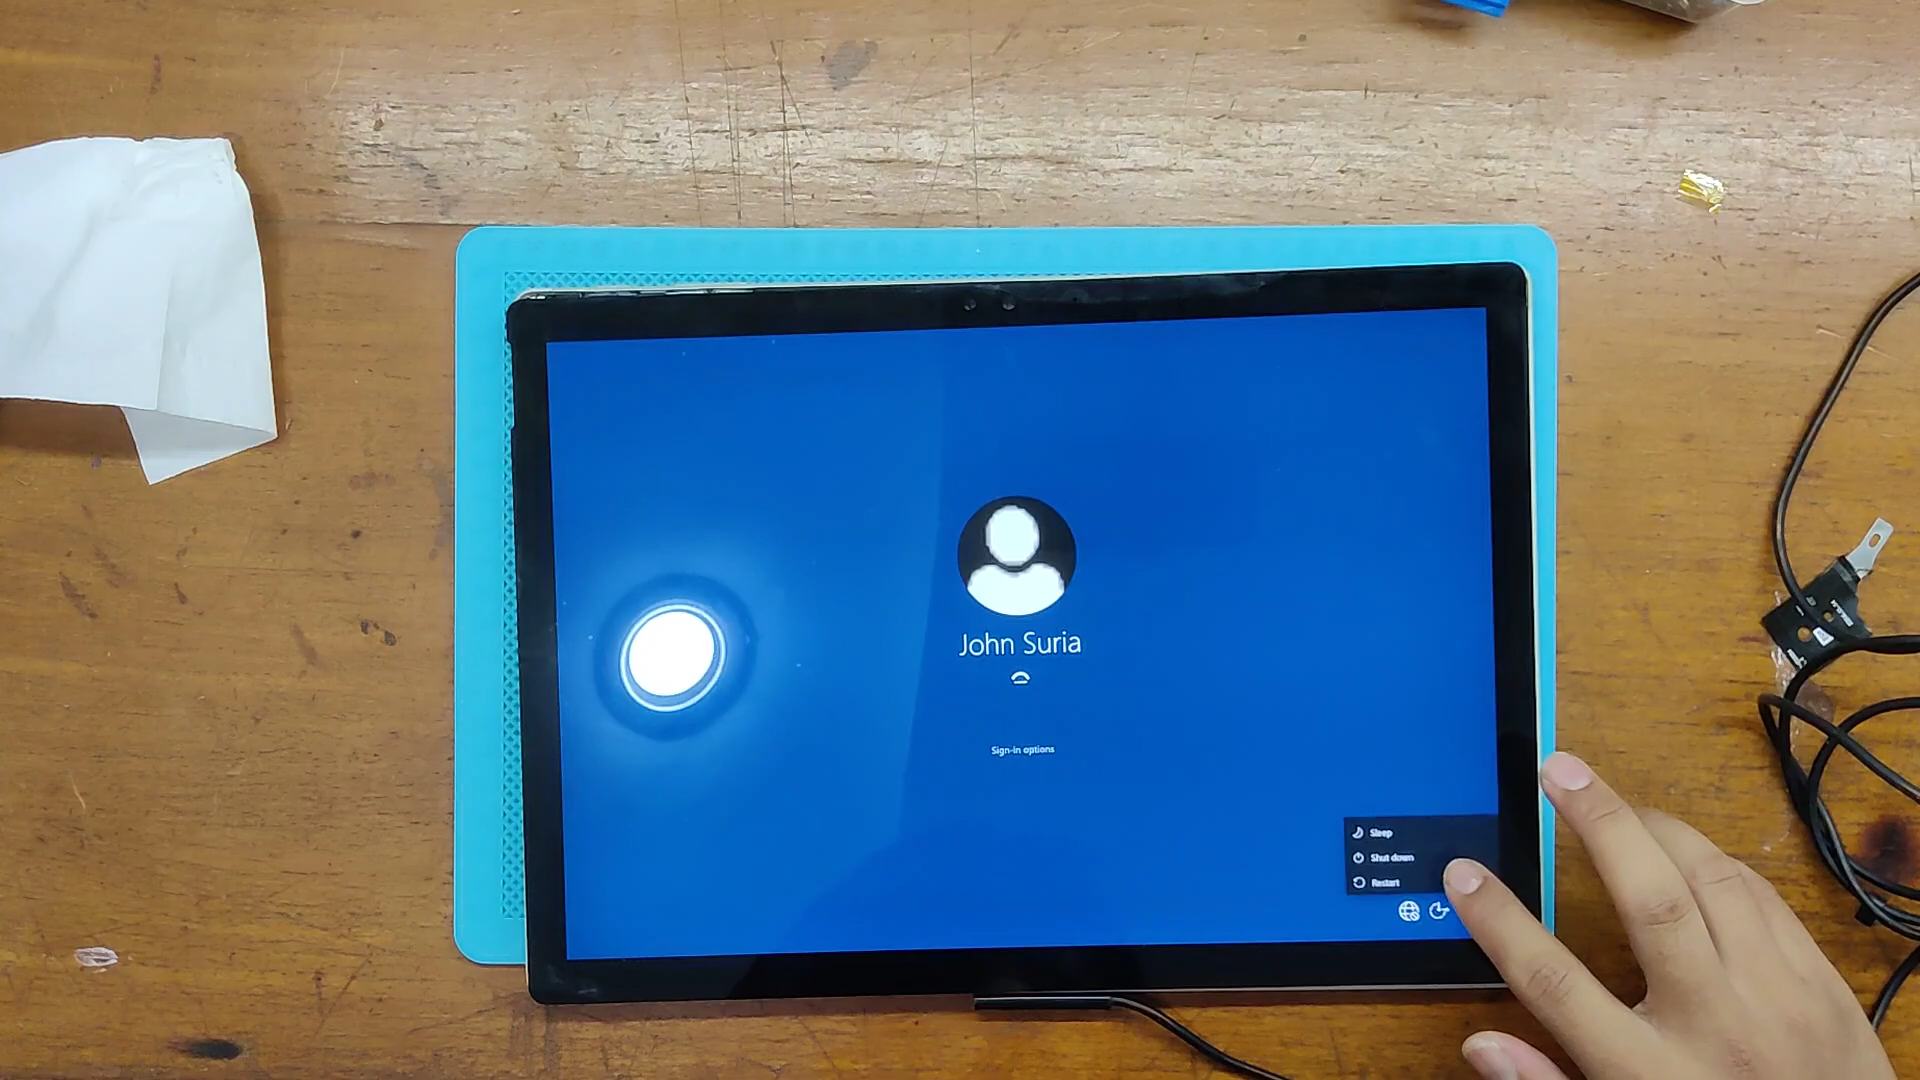 John Suria
Sign-in options
Sleep
Shut down
Restart